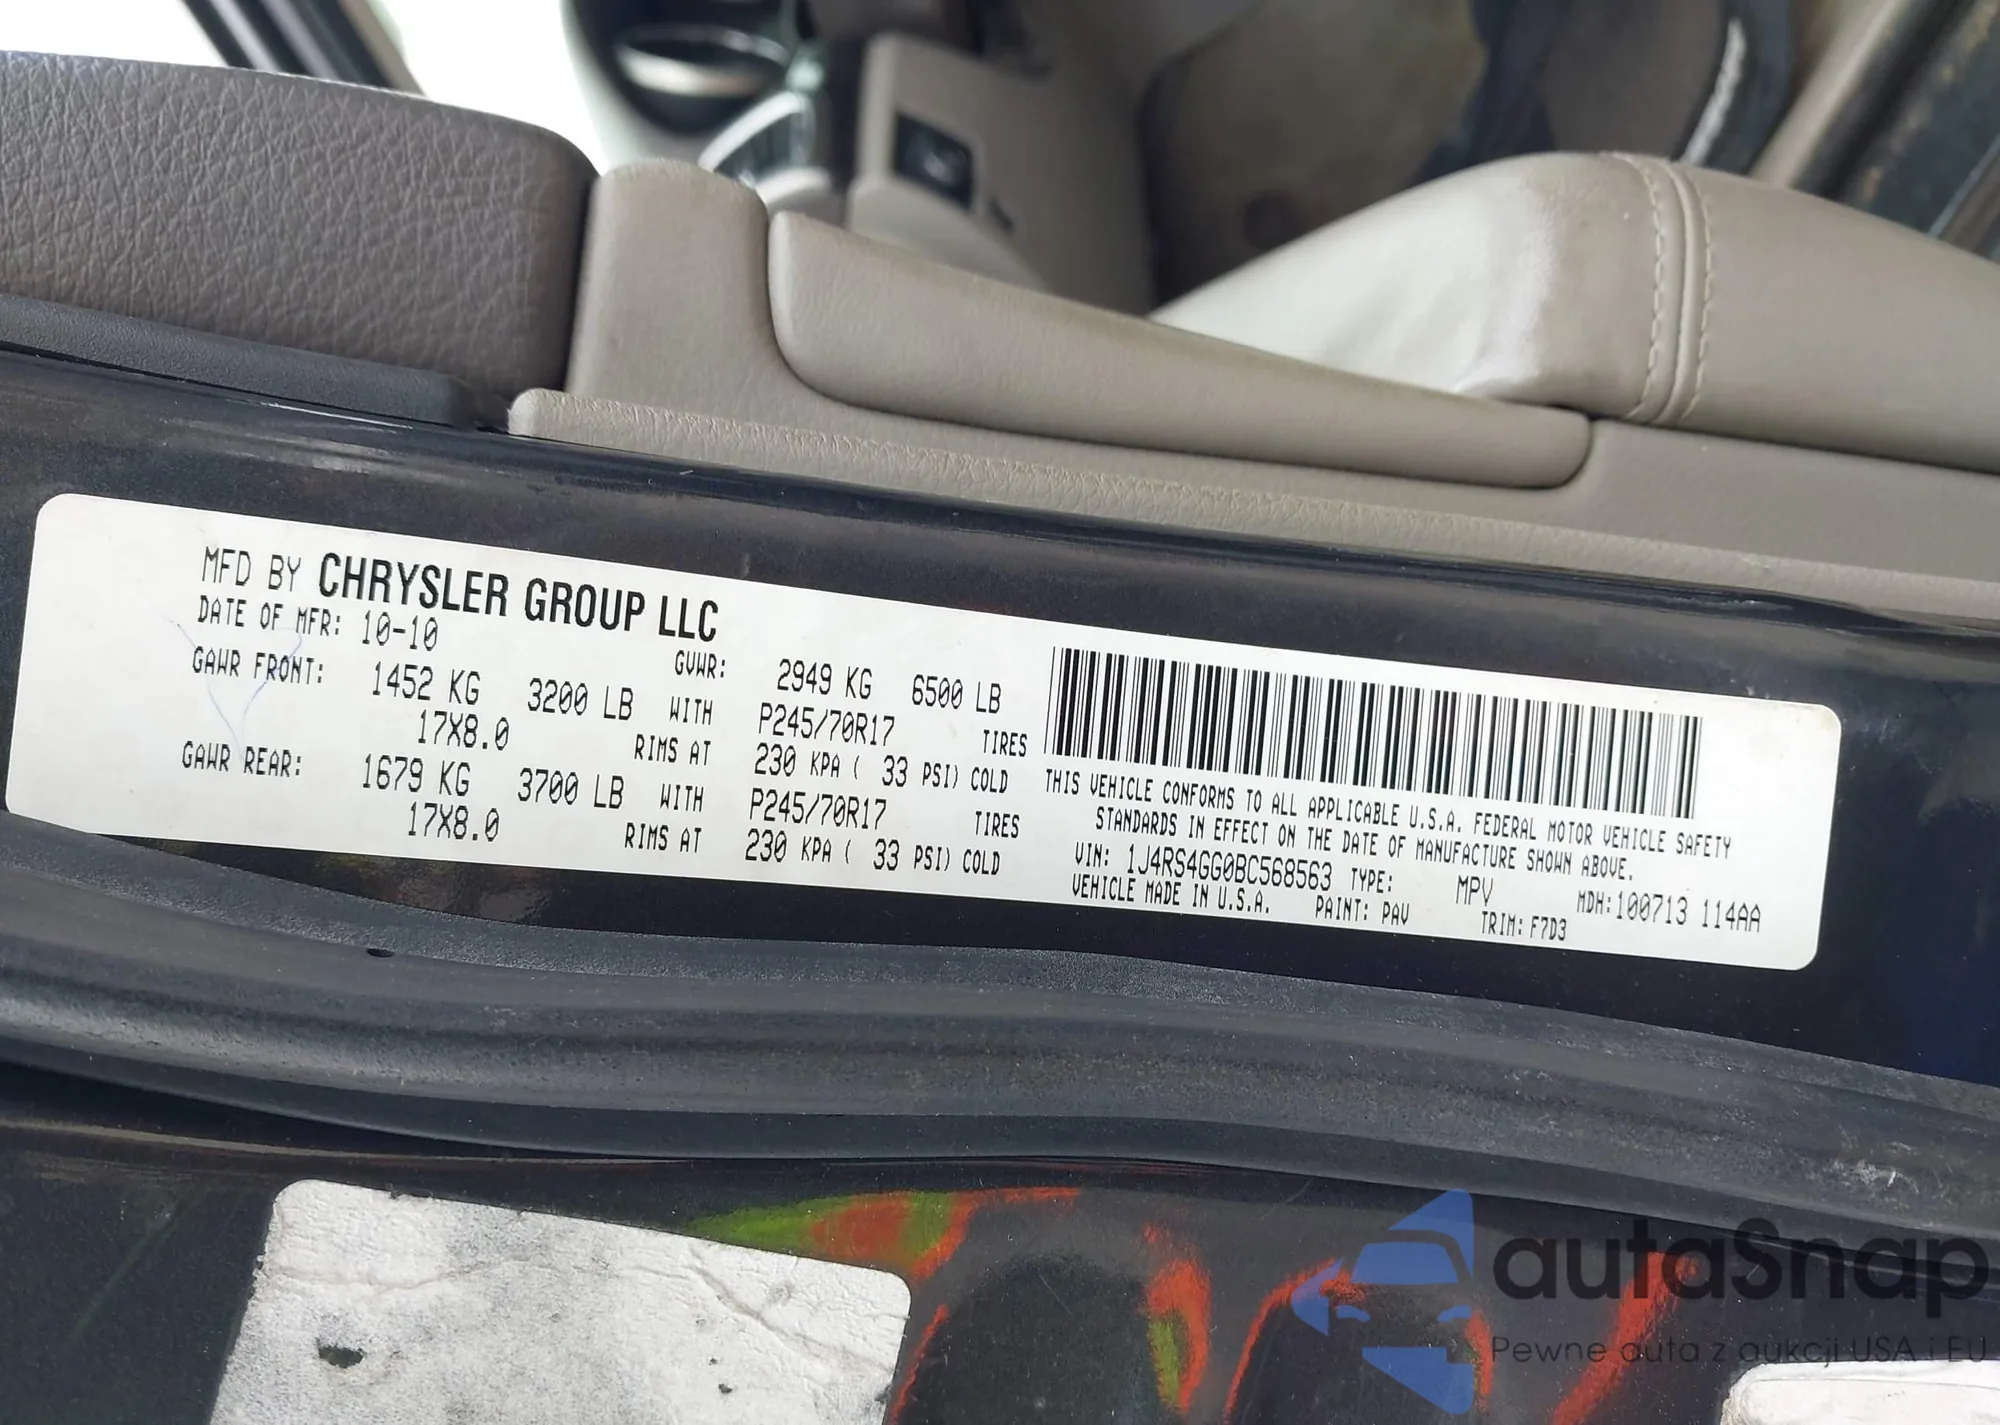 MFD BY CHRYSLER GROUP LLC
DATE OF MFR: 10-10 GVWR: 2949 KG 6500 LB
GAWR FRONT: 1452 KG 3200 LB WITH P245/70R17 TIRES
17X8.0 RIMS AT 230 KPA ( 33 PSI) COLD
GAWR REAR: 1679 KG 3700 LB WITH P245/70R17 TIRES
17X8.0 RIMS AT 230 KPA ( 33 PSI) COLD
THIS VEHICLE CONFORMS TO ALL APPLICABLE U.S.A. FEDERAL MOTOR VEHICLE SAFETY
STANDARDS IN EFFECT ON THE DATE OF MANUFACTURE SHOWN ABOVE.
VIN: 1J4RS4GG0BC568563 TYPE: MPV MDH: 100713 114AA
VEHICLE MADE IN U.S.A. PAINT: PAV TRIM: F7D3
autaSnap
Pewne auta z aukcji USA i EU